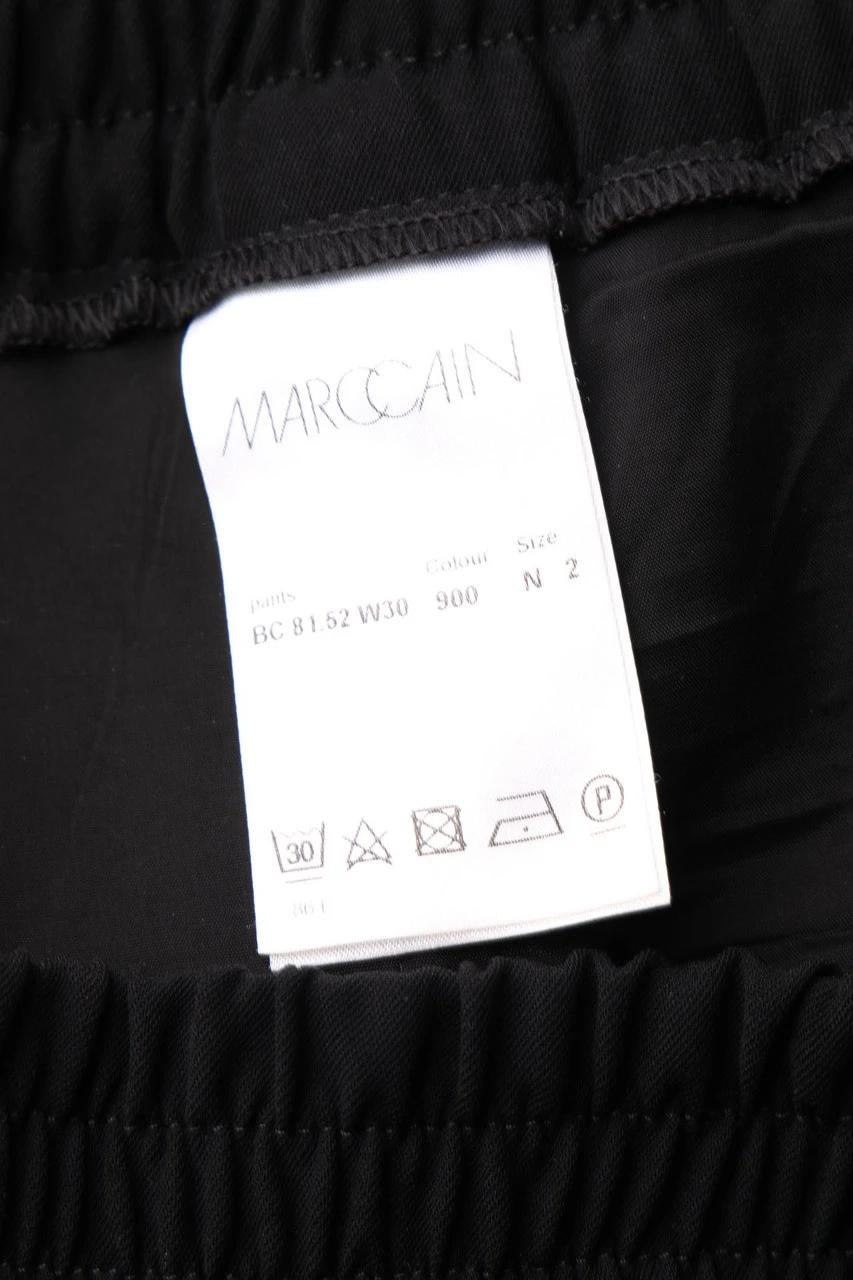 MARCCAIN
pants Colour Size
BC 81.52 W30 900 N 2
30 P